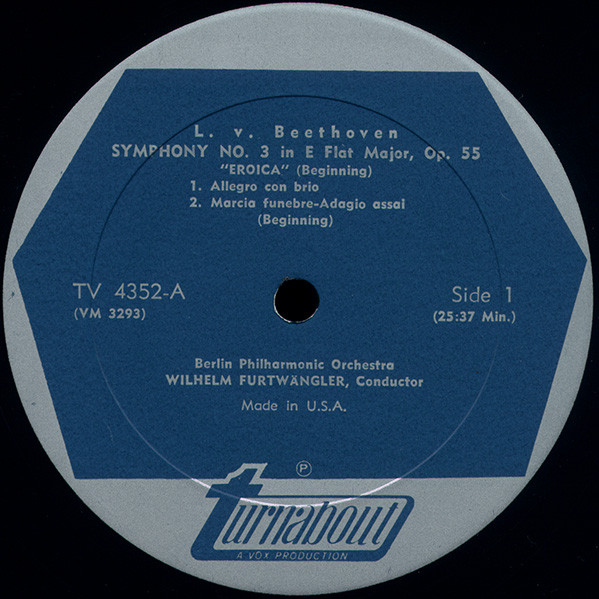 L. v. Beethoven
SYMPHONY NO. 3 in E Flat Major, Op. 55
"EROICA" (Beginning)
1. Allegro con brio
2. Marcia funebre-Adagio assai
(Beginning)
TV 4352-A
(VM 3293)
Side 1
(25:37 Min.)
Berlin Philharmonic Orchestra
WILHELM FURTWÄNGLER, Conductor
Made in U.S.A.
℗
turnabout
A VOX PRODUCTION